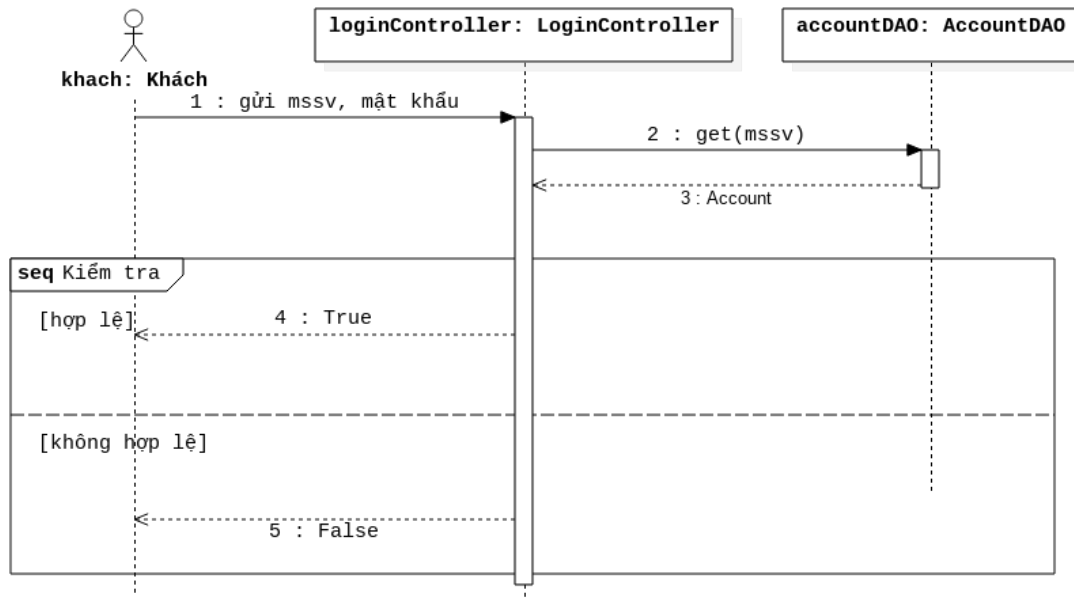 loginController: LoginController
accountDAO: AccountDAO
khach: Khách
1 : gửi mssv, mật khẩu
2 : get(mssv)
3 : Account
seq Kiểm tra
[hợp lệ]
4 : True
[không hợp lệ]
5 : False